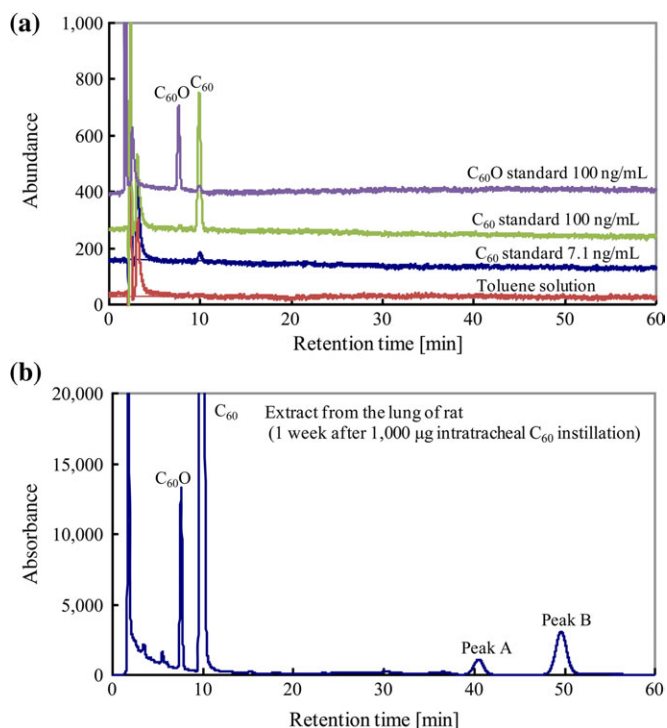 (a)
1,000
800
600
400
200
0
Abundance
C₆₀O
C₆₀
C₆₀O standard 100 ng/mL
C₆₀ standard 100 ng/mL
C₆₀ standard 7.1 ng/mL
Toluene solution
0 10 20 30 40 50 60
Retention time [min]
(b)
20,000
15,000
10,000
5,000
0
Absorbance
C₆₀
Extract from the lung of rat
(1 week after 1,000 μg intratracheal C₆₀ instillation)
C₆₀O
Peak A
Peak B
0 10 20 30 40 50 60
Retention time [min]